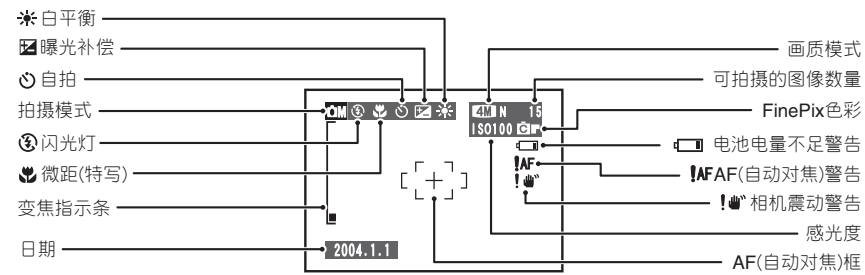 白平衡
曝光补偿
自拍
拍摄模式
闪光灯
微距(特写)
变焦指示条
日期
M
4M N 15
ISO100 C
!AF
!
2004.1.1
画质模式
可拍摄的图像数量
FinePix色彩
电池电量不足警告
!AFAF(自动对焦)警告
!相机震动警告
感光度
AF(自动对焦)框